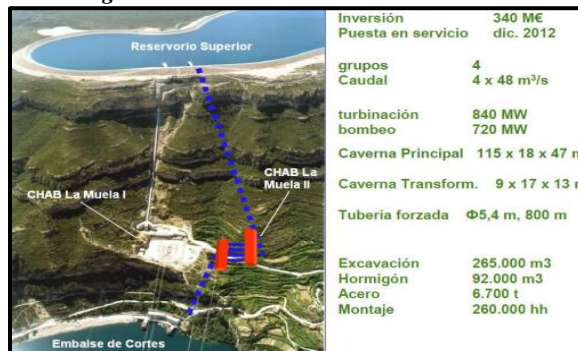 Reservorio Superior
CHAB La Muela I
CHAB La
Muela II
Embalse de Cortes
Inversión 340 M€
Puesta en servicio dic. 2012
grupos 4
Caudal 4 x 48 m³/s
turbinación 840 MW
bombeo 720 MW
Caverna Principal 115 x 18 x 47 m
Caverna Transform. 9 x 17 x 13 m
Tubería forzada Φ5,4 m, 800 m
Excavación 265.000 m3
Hormigón 92.000 m3
Acero 6.700 t
Montaje 260.000 hh